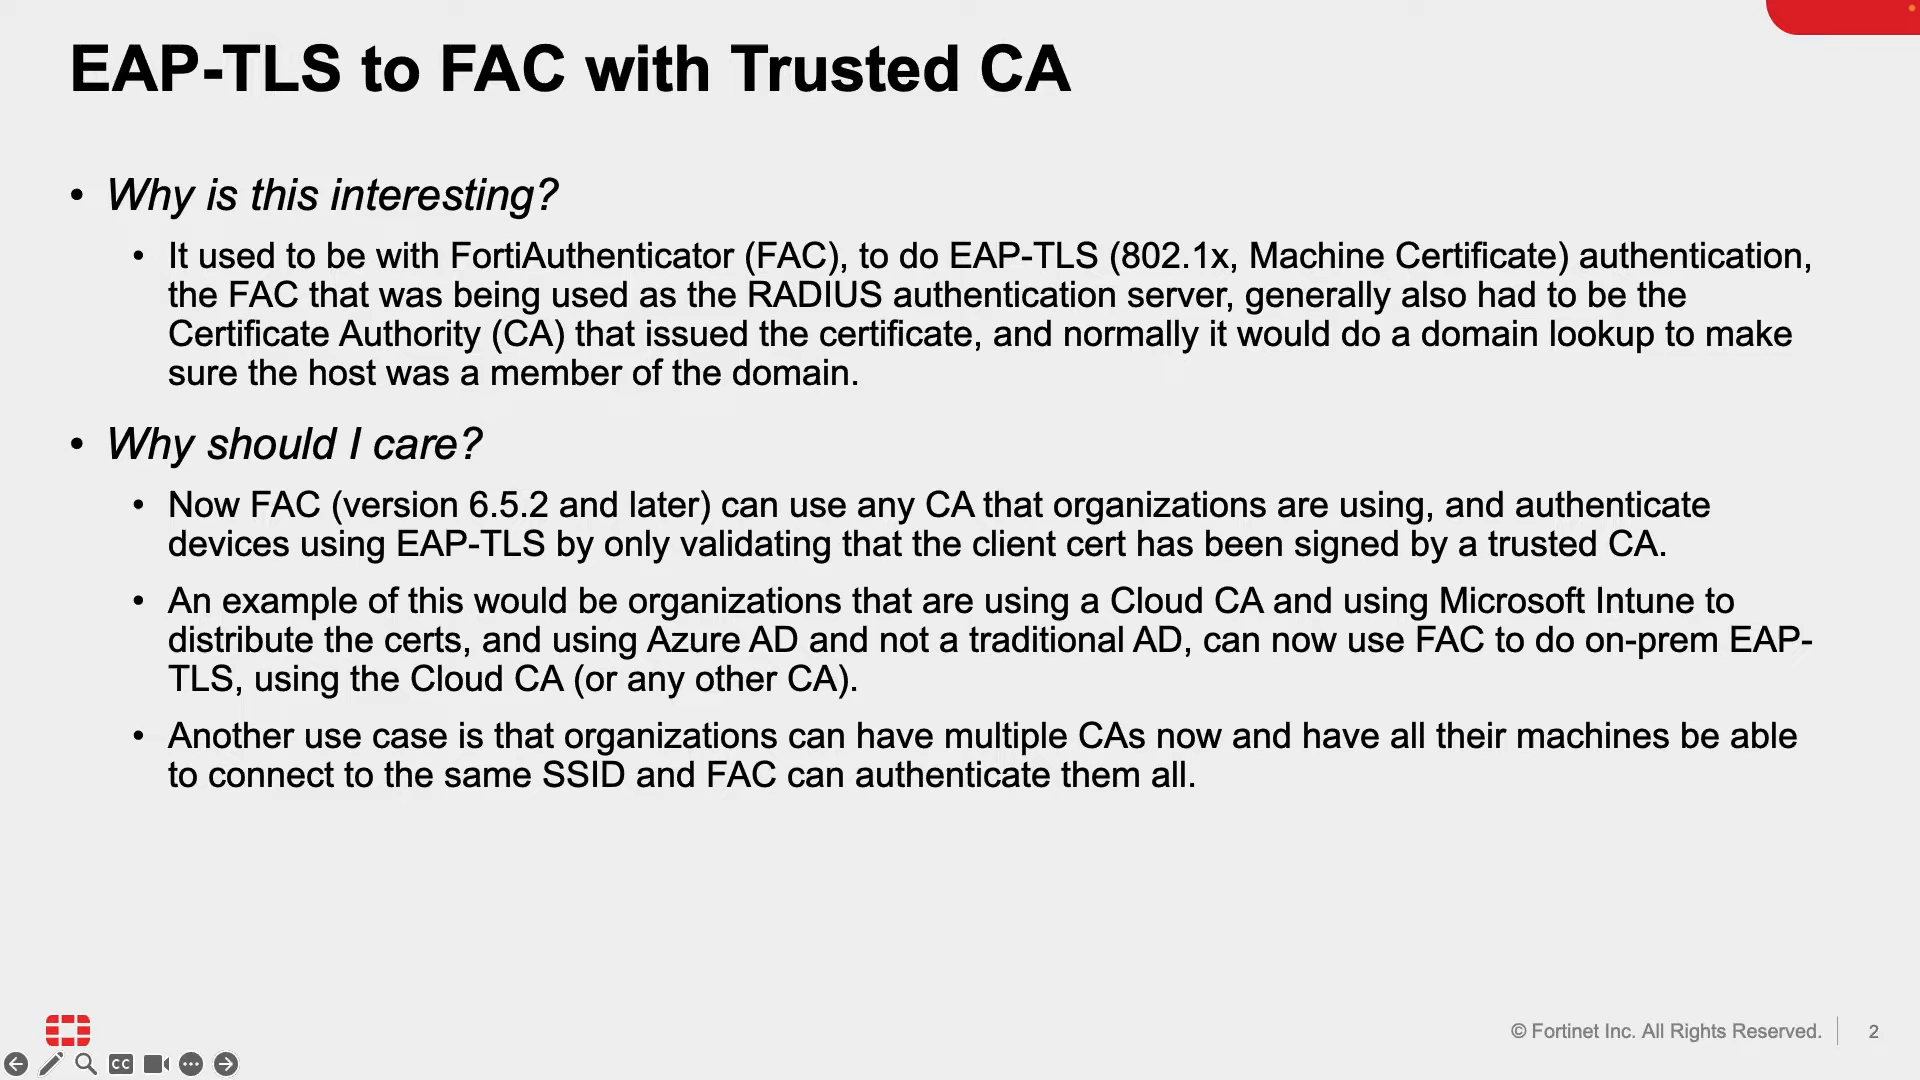 EAP-TLS to FAC with Trusted CA
• Why is this interesting?
• It used to be with FortiAuthenticator (FAC), to do EAP-TLS (802.1x, Machine Certificate) authentication,
the FAC that was being used as the RADIUS authentication server, generally also had to be the
Certificate Authority (CA) that issued the certificate, and normally it would do a domain lookup to make
sure the host was a member of the domain.
• Why should I care?
• Now FAC (version 6.5.2 and later) can use any CA that organizations are using, and authenticate
devices using EAP-TLS by only validating that the client cert has been signed by a trusted CA.
• An example of this would be organizations that are using a Cloud CA and using Microsoft Intune to
distribute the certs, and using Azure AD and not a traditional AD, can now use FAC to do on-prem EAP-
TLS, using the Cloud CA (or any other CA).
• Another use case is that organizations can have multiple CAs now and have all their machines be able
to connect to the same SSID and FAC can authenticate them all.
© Fortinet Inc. All Rights Reserved.
2
CC